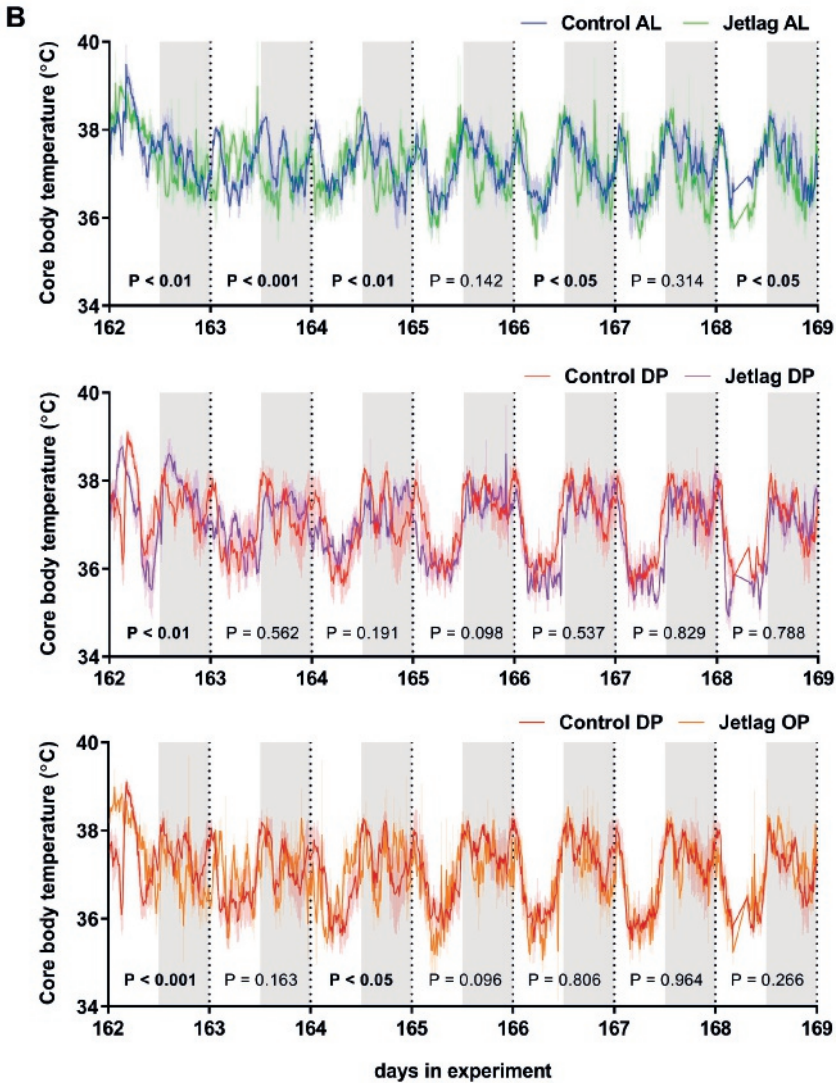 B
Control AL Jetlag AL
Core body temperature (°C)
40
38
36
34
P < 0.01 P < 0.001 P < 0.01 P = 0.142 P < 0.05 P = 0.314 P < 0.05
162 163 164 165 166 167 168 169
Control DP Jetlag DP
Core body temperature (°C)
40
38
36
34
P < 0.01 P = 0.562 P = 0.191 P = 0.098 P = 0.537 P = 0.829 P = 0.788
162 163 164 165 166 167 168 169
Control DP Jetlag OP
Core body temperature (°C)
40
38
36
34
P < 0.001 P = 0.163 P < 0.05 P = 0.096 P = 0.806 P = 0.964 P = 0.266
162 163 164 165 166 167 168 169
days in experiment